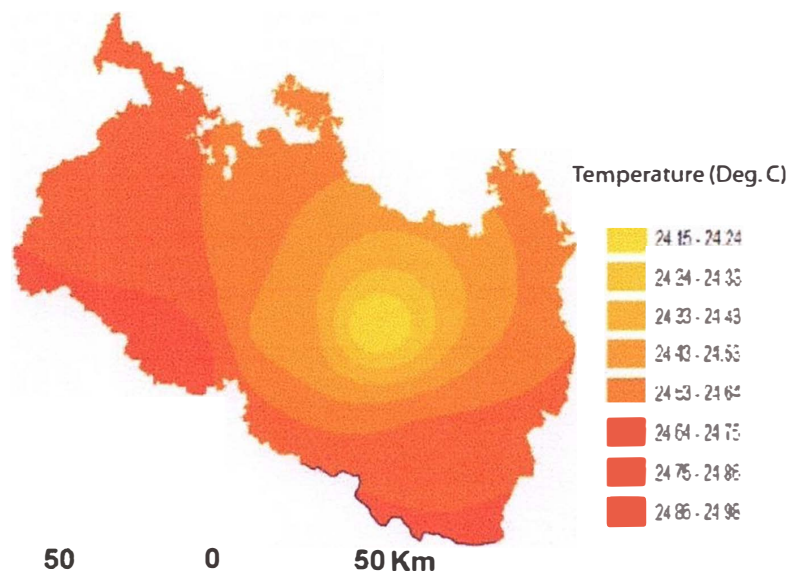 Temperature (Deg. C)
24.15 - 24.24
24.24 - 24.33
24.33 - 24.43
24.43 - 24.53
24.53 - 24.64
24.64 - 24.75
24.75 - 24.86
24.86 - 24.98
50 0 50 Km